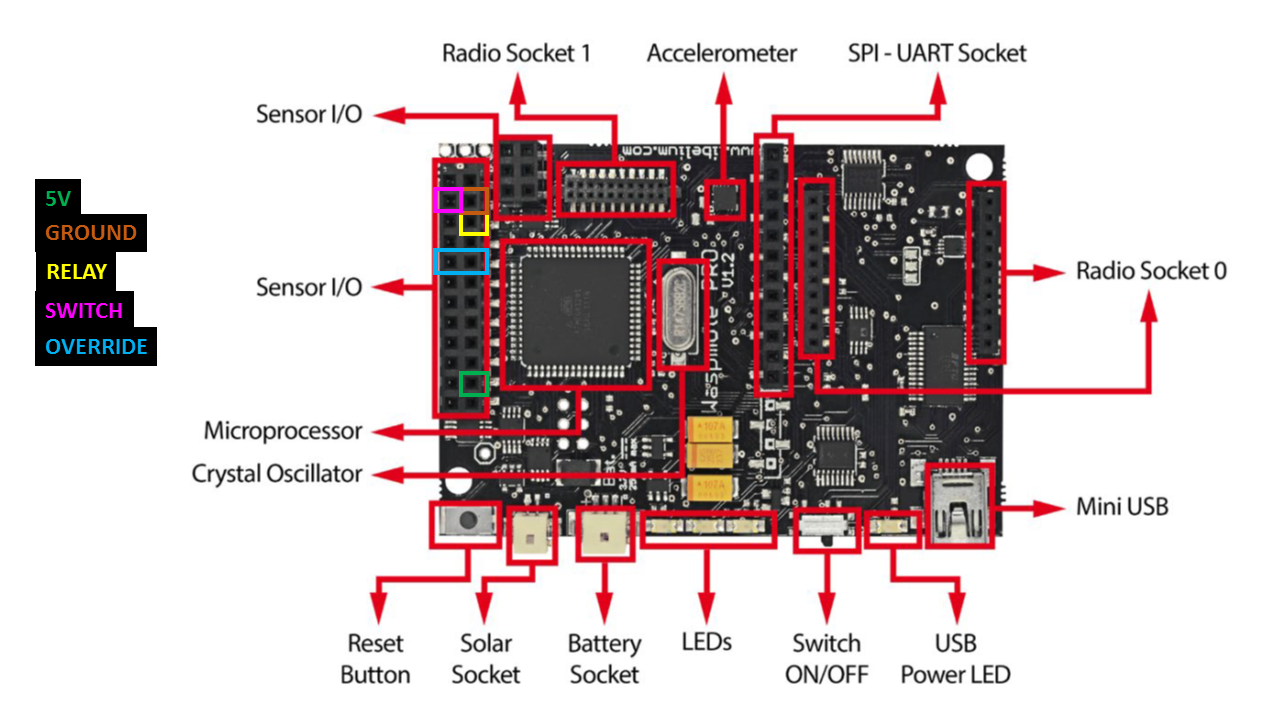 Radio Socket 1
Accelerometer
SPI - UART Socket
Sensor I/O
www.libelium.com
5V
GROUND
RELAY
SWITCH
OVERRIDE
Sensor I/O
Radio Socket 0
Waspmote PRO
V1.2
Microprocessor
Crystal Oscillator
Mini USB
Reset
Button
Solar
Socket
Battery
Socket
LEDs
Switch
ON/OFF
USB
Power LED